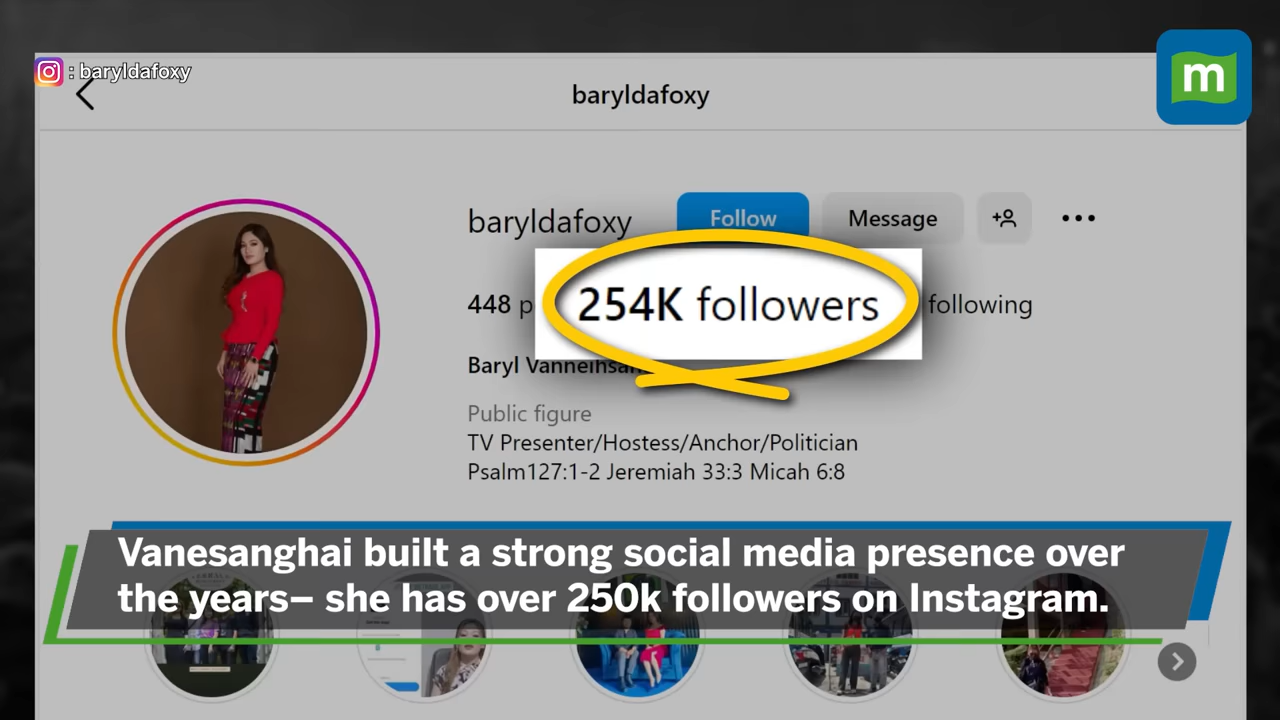 : baryldafoxy
m
baryldafoxy
baryldafoxy Follow Message
448
254K followers
following
Baryl
Public figure
TV Presenter/Hostess/Anchor/Politician
Psalm127:1-2 Jeremiah 33:3 Micah 6:8
Vanesanghai built a strong social media presence over
the years– she has over 250k followers on Instagram.